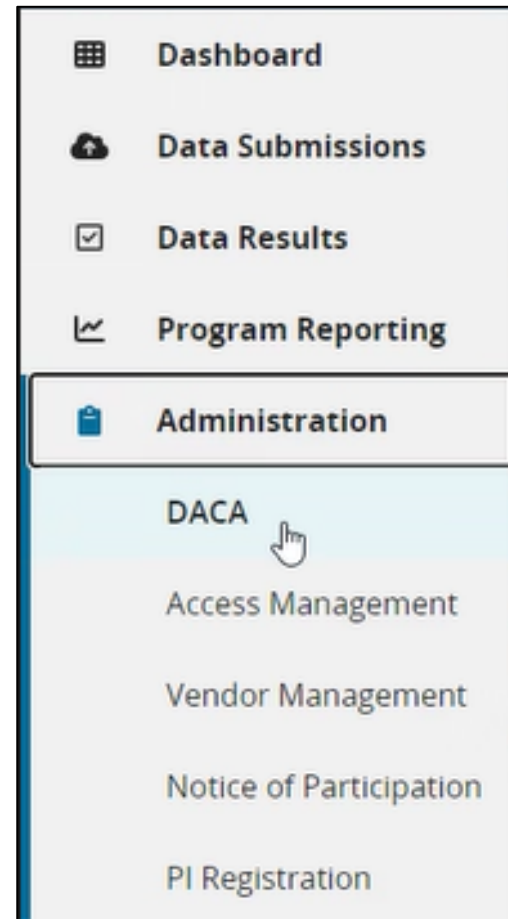 Dashboard
Data Submissions
Data Results
Program Reporting
Administration
DACA
Access Management
Vendor Management
Notice of Participation
PI Registration